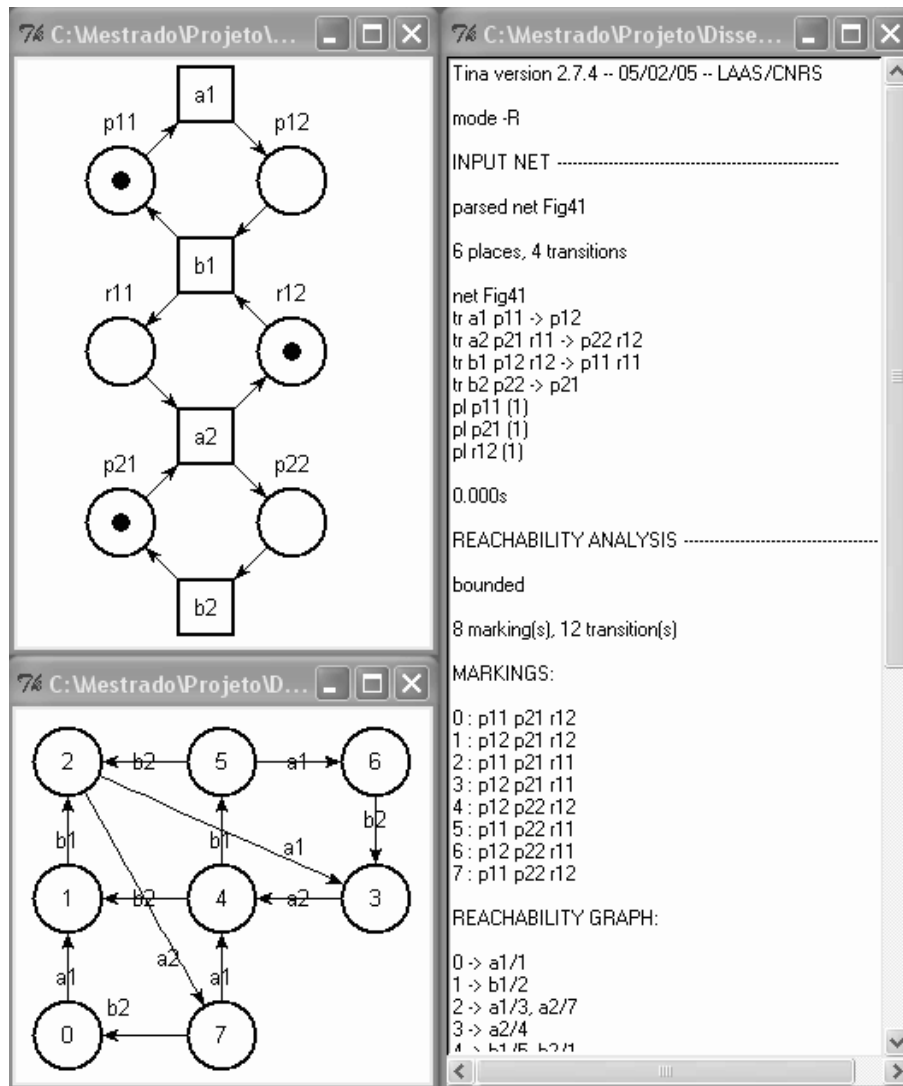 C:\Mestrado\Projeto\...
a1
p11
p12
b1
r11
r12
a2
p21
p22
b2
C:\Mestrado\Projeto\D...
2
b2
5
a1
6
b1
b1
a1
b2
1
b2
4
a2
3
a1
a2
a1
b2
0
7
C:\Mestrado\Projeto\Disse...
Tina version 2.7.4 -- 05/02/05 -- LAAS/CNRS
mode -R
INPUT NET -------------------------------------------------------
parsed net Fig41
6 places, 4 transitions
net Fig41
tr a1 p11 -> p12
tr a2 p21 r11 -> p22 r12
tr b1 p12 r12 -> p11 r11
tr b2 p22 -> p21
pl p11 (1)
pl p21 (1)
pl r12 (1)
0.000s
REACHABILITY ANALYSIS --------------------------------------
bounded
8 marking(s), 12 transition(s)
MARKINGS:
0 : p11 p21 r12
1 : p12 p21 r12
2 : p11 p21 r11
3 : p12 p21 r11
4 : p12 p22 r12
5 : p11 p22 r11
6 : p12 p22 r11
7 : p11 p22 r12
REACHABILITY GRAPH:
0 -> a1/1
1 -> b1/2
2 -> a1/3, a2/7
3 -> a2/4
4 -> b1/5, b2/1